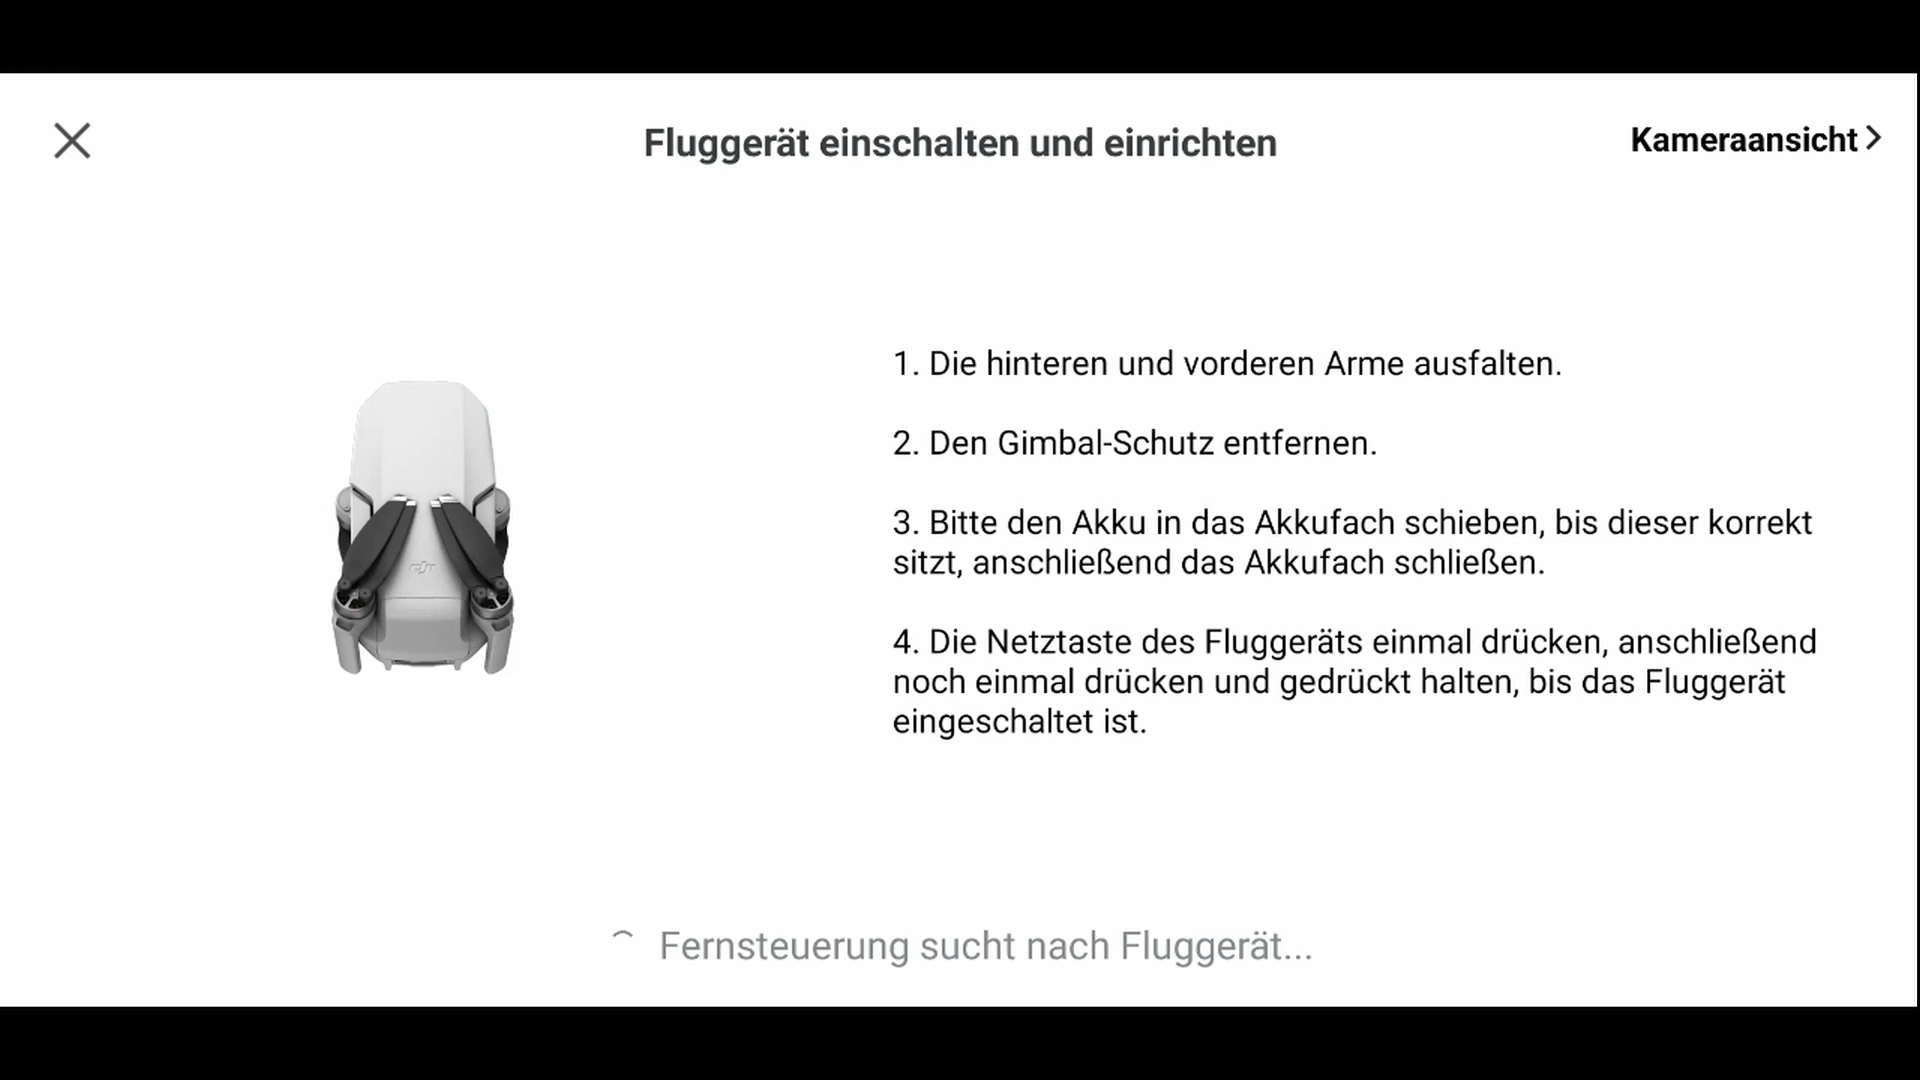 Fluggerät einschalten und einrichten
Kameraansicht
1. Die hinteren und vorderen Arme ausfalten.
2. Den Gimbal-Schutz entfernen.
3. Bitte den Akku in das Akkufach schieben, bis dieser korrekt
sitzt, anschließend das Akkufach schließen.
4. Die Netztaste des Fluggeräts einmal drücken, anschließend
noch einmal drücken und gedrückt halten, bis das Fluggerät
eingeschaltet ist.
dji
Fernsteuerung sucht nach Fluggerät...